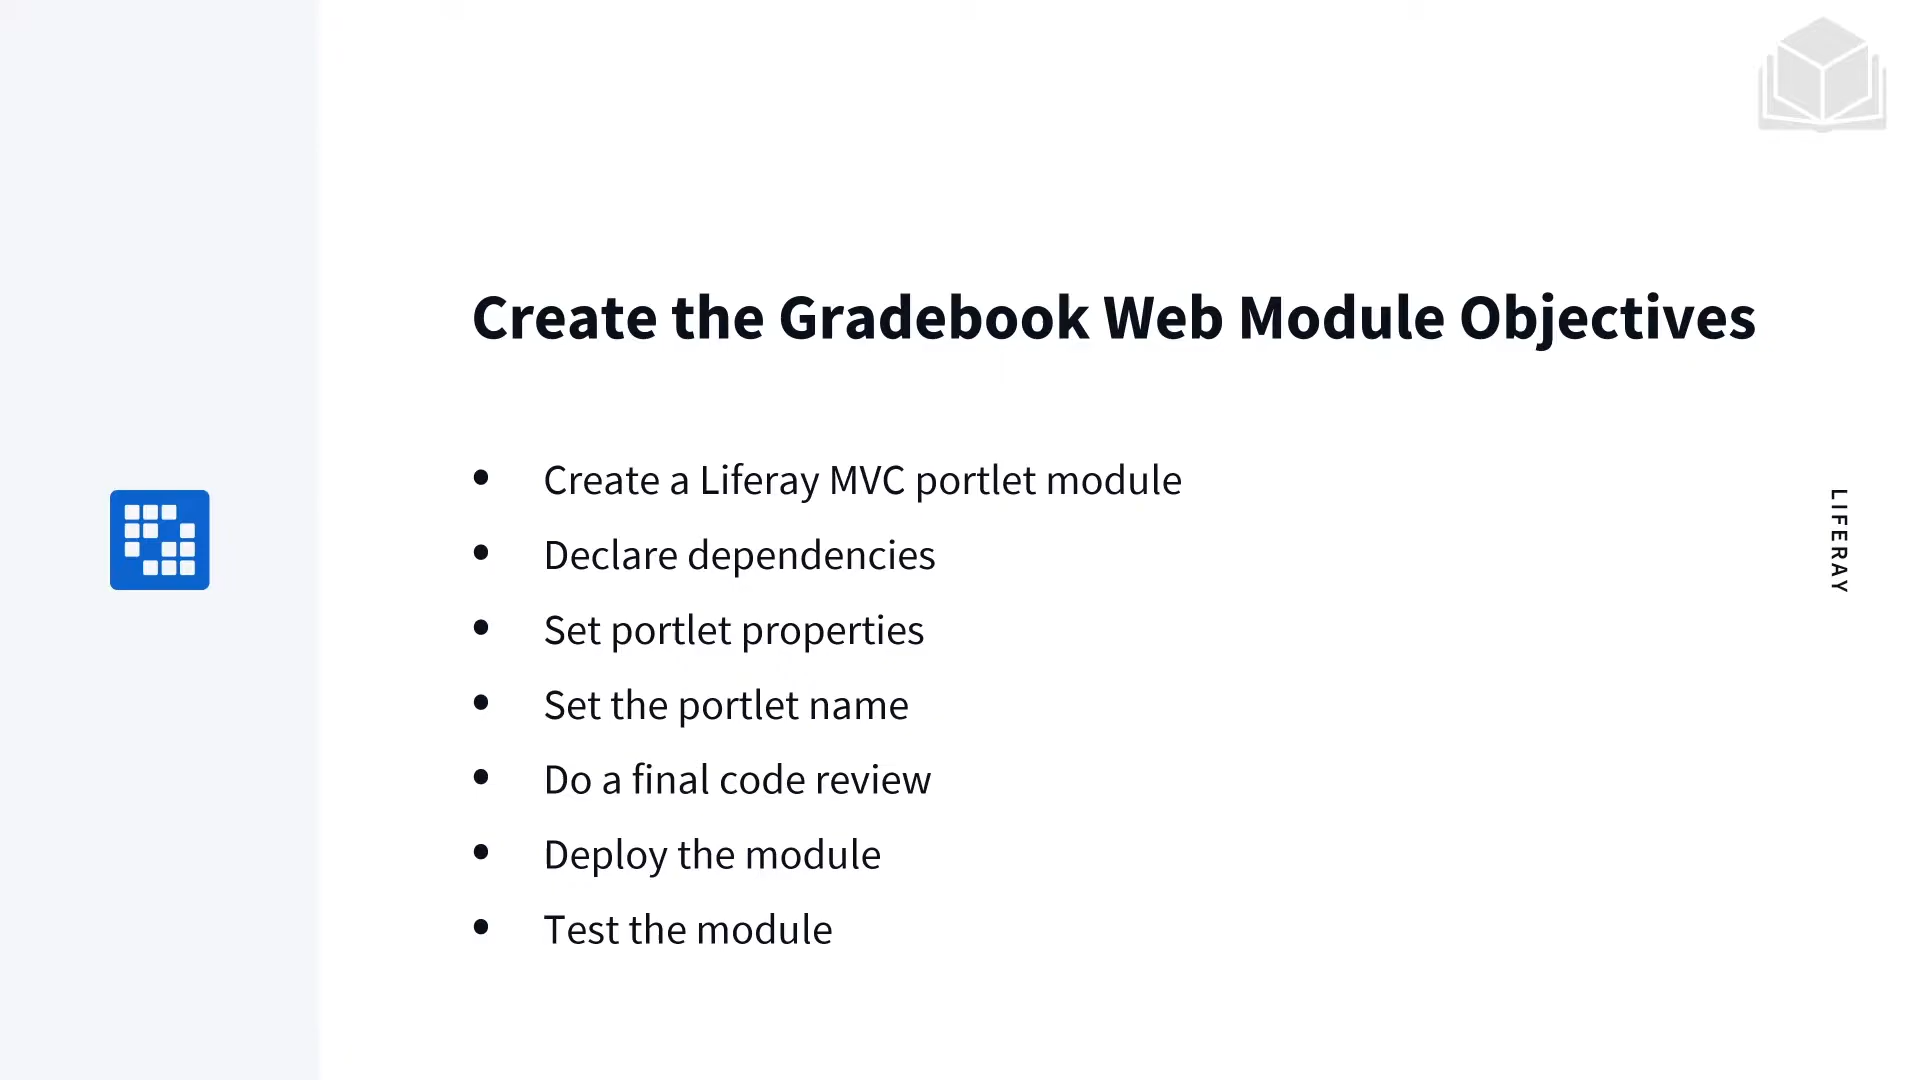 Create the Gradebook Web Module Objectives
• Create a Liferay MVC portlet module
• Declare dependencies
• Set portlet properties
• Set the portlet name
• Do a final code review
• Deploy the module
• Test the module
LIFERAY